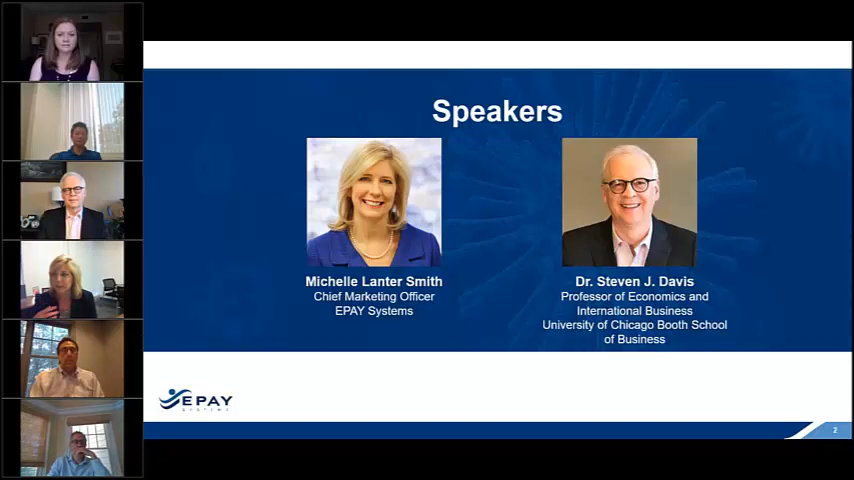 Speakers
Michelle Lanter Smith
Chief Marketing Officer
EPAY Systems
Dr. Steven J. Davis
Professor of Economics and
International Business
University of Chicago Booth School
of Business
EPAY
SYSTEMS
2